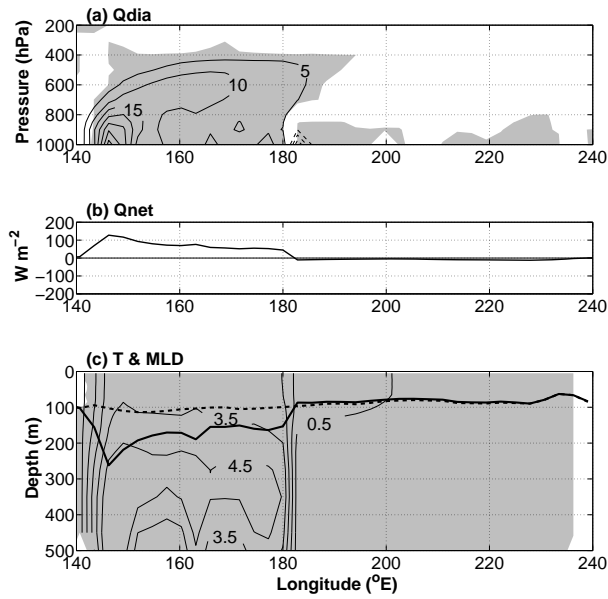 (a) Qdia
Pressure (hPa)
200
400
600
800
1000
5
10
15
140 160 180 200 220 240
(b) Qnet
W m−2
200
100
0
−100
−200
140 160 180 200 220 240
(c) T & MLD
Depth (m)
0
100
200
300
400
500
3.5
0.5
4.5
3.5
140 160 180 200 220 240
Longitude (oE)